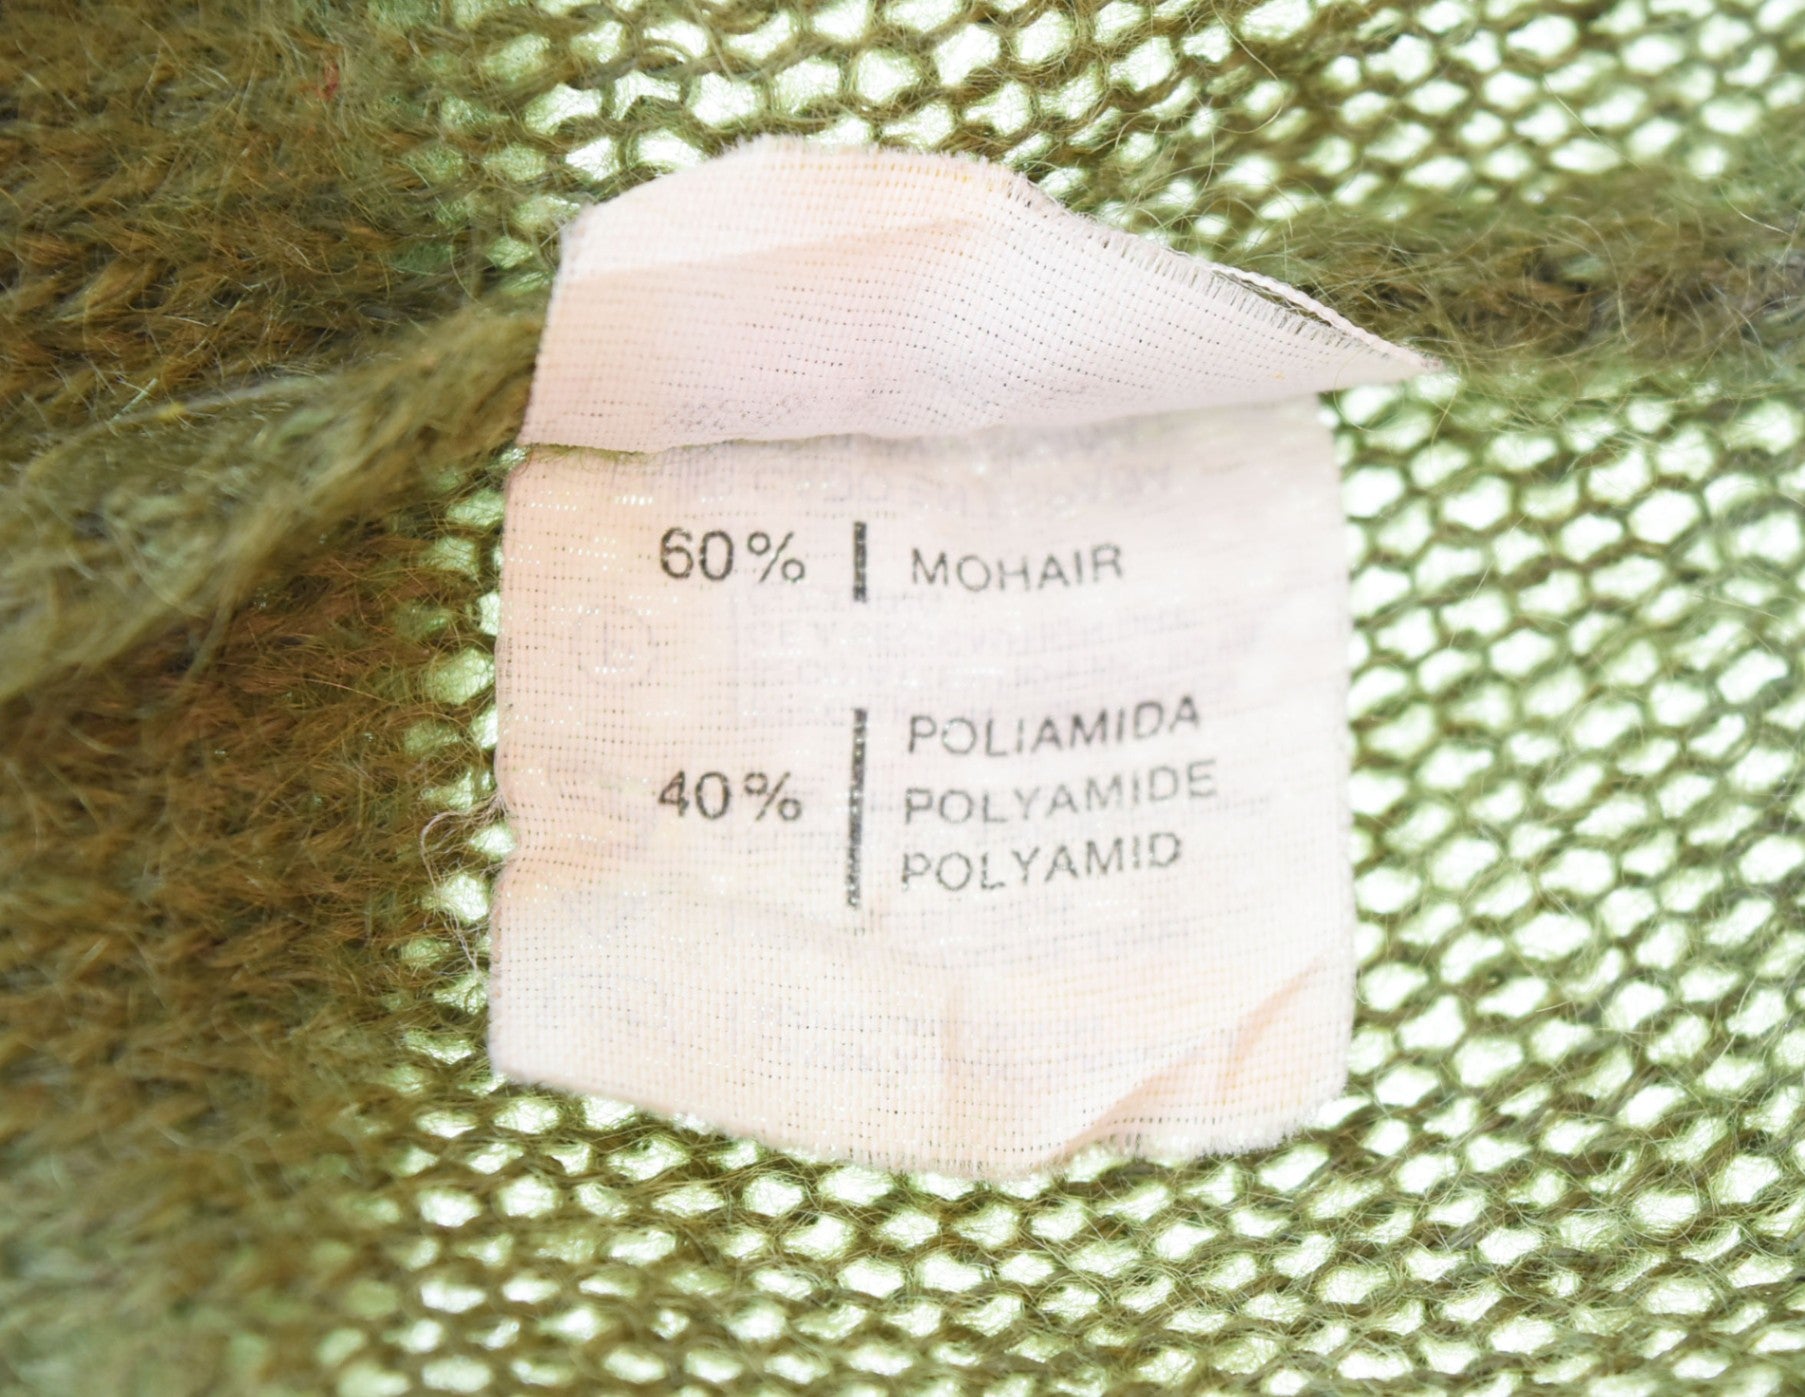 60% MOHAIR
POLIAMIDA
40% POLYAMIDE
POLYAMID